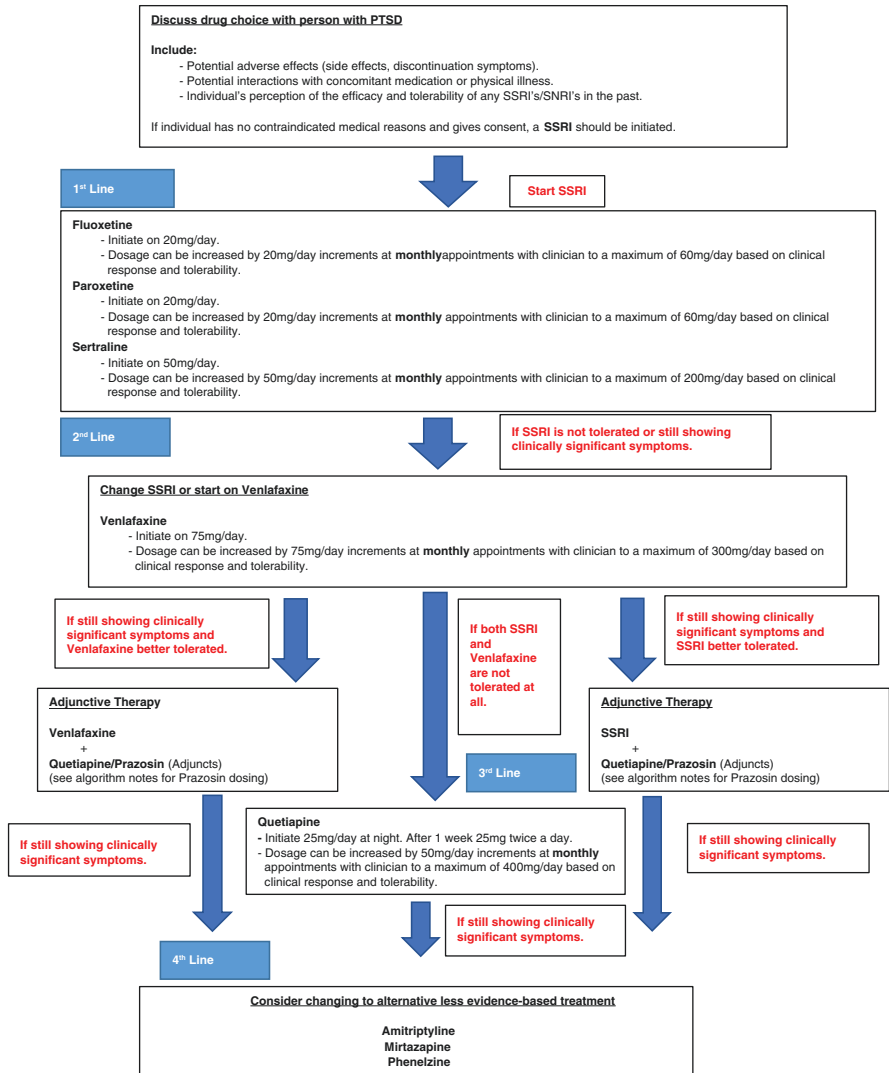 Discuss drug choice with person with PTSD
Include:
- Potential adverse effects (side effects, discontinuation symptoms).
- Potential interactions with concomitant medication or physical illness.
- Individual's perception of the efficacy and tolerability of any SSRI's/SNRI's in the past.
If individual has no contraindicated medical reasons and gives consent, a SSRI should be initiated.
1st Line
Start SSRI
Fluoxetine
- Initiate on 20mg/day.
- Dosage can be increased by 20mg/day increments at monthlyappointments with clinician to a maximum of 60mg/day based on clinical
response and tolerability.
Paroxetine
- Initiate on 20mg/day.
- Dosage can be increased by 20mg/day increments at monthly appointments with clinician to a maximum of 60mg/day based on clinical
response and tolerability.
Sertraline
- Initiate on 50mg/day.
- Dosage can be increased by 50mg/day increments at monthly appointments with clinician to a maximum of 200mg/day based on clinical
response and tolerability.
2nd Line
If SSRI is not tolerated or still showing
clinically significant symptoms.
Change SSRI or start on Venlafaxine
Venlafaxine
- Initiate on 75mg/day.
- Dosage can be increased by 75mg/day increments at monthly appointments with clinician to a maximum of 300mg/day based on
clinical response and tolerability.
If still showing clinically
significant symptoms and
Venlafaxine better tolerated.
If both SSRI
and
Venlafaxine
are not
tolerated at
all.
If still showing clinically
significant symptoms and
SSRI better tolerated.
Adjunctive Therapy
Venlafaxine
+
Quetiapine/Prazosin (Adjuncts)
(see algorithm notes for Prazosin dosing)
Adjunctive Therapy
SSRI
+
Quetiapine/Prazosin (Adjuncts)
(see algorithm notes for Prazosin dosing)
3rd Line
Quetiapine
- Initiate 25mg/day at night. After 1 week 25mg twice a day.
- Dosage can be increased by 50mg/day increments at monthly
appointments with clinician to a maximum of 400mg/day based on
clinical response and tolerability.
If still showing clinically
significant symptoms.
If still showing clinically
significant symptoms.
If still showing clinically
significant symptoms.
4th Line
Consider changing to alternative less evidence-based treatment
Amitriptyline
Mirtazapine
Phenelzine